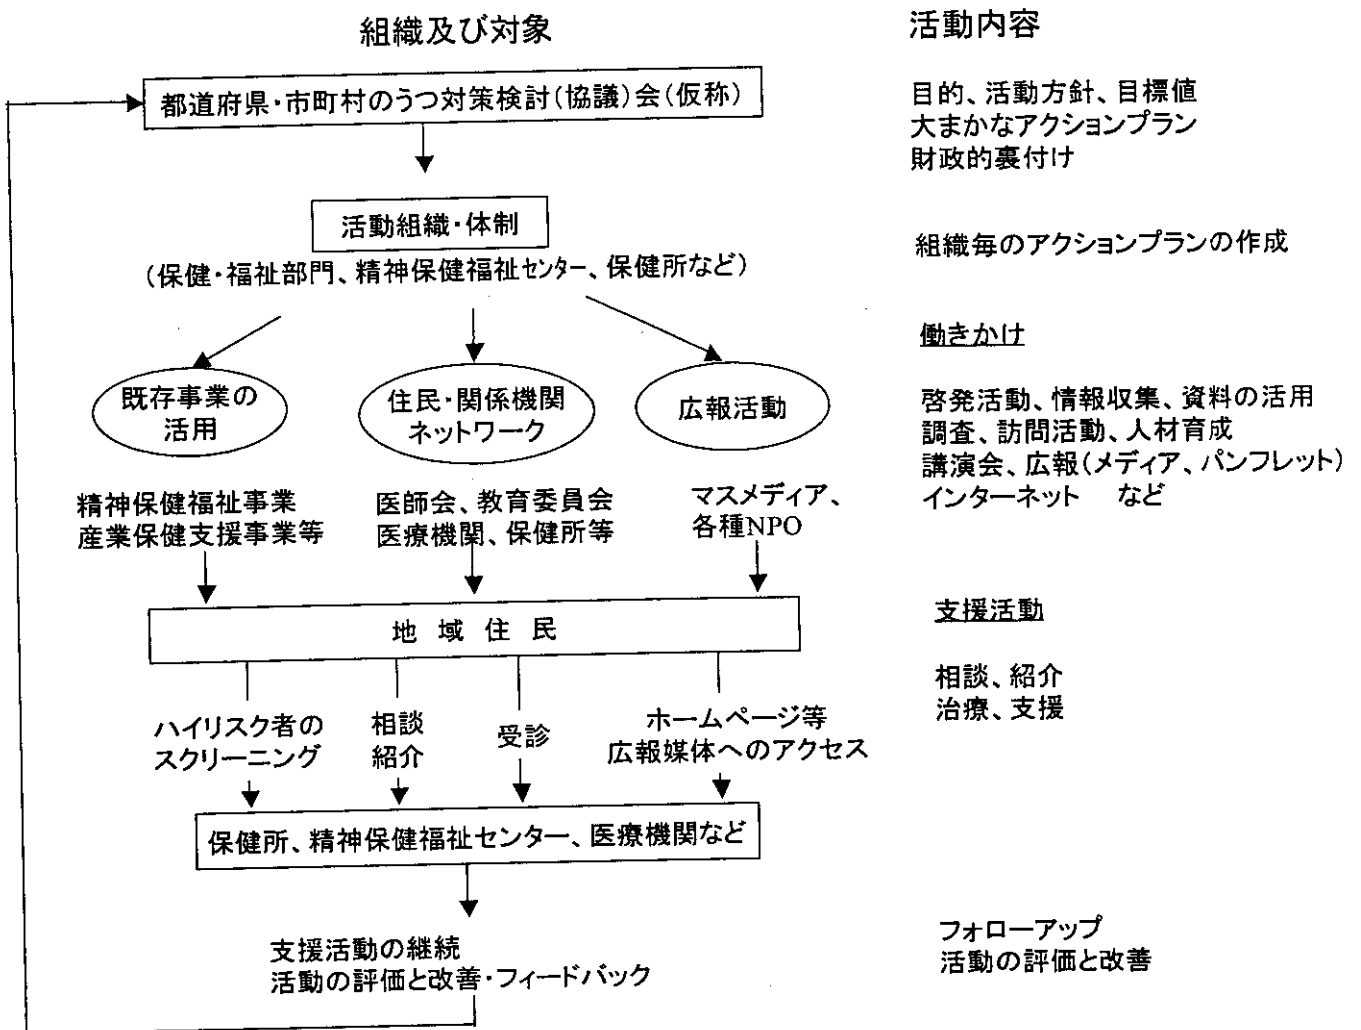 組織及び対象
活動内容
都道府県・市町村のうつ対策検討(協議)会(仮称)
目的、活動方針、目標値
大まかなアクションプラン
財政的裏付け
活動組織・体制
(保健・福祉部門、精神保健福祉センター、保健所など)
組織毎のアクションプランの作成
働きかけ
既存事業の
活用
住民・関係機関
ネットワーク
広報活動
啓発活動、情報収集、資料の活用
調査、訪問活動、人材育成
講演会、広報(メディア、パンフレット)
インターネット など
精神保健福祉事業
産業保健支援事業等
医師会、教育委員会
医療機関、保健所等
マスメディア、
各種NPO
地 域 住 民
支援活動
相談、紹介
治療、支援
ハイリスク者の
スクリーニング
相談
紹介
受診
ホームページ等
広報媒体へのアクセス
保健所、精神保健福祉センター、医療機関など
支援活動の継続
活動の評価と改善・フィードバック
フォローアップ
活動の評価と改善